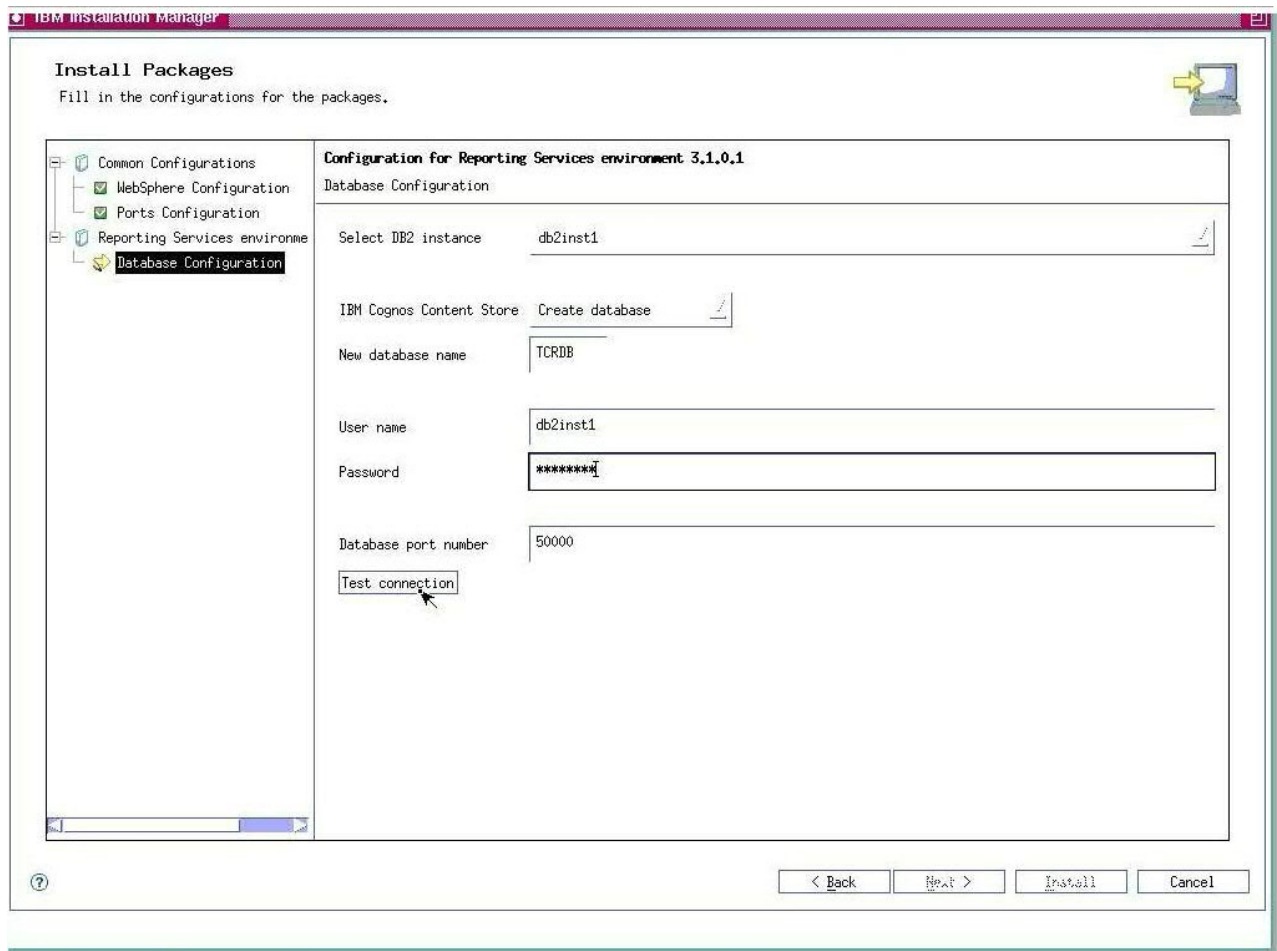 IBM Installation Manager
Install Packages
Fill in the configurations for the packages.
Common Configurations
WebSphere Configuration
Ports Configuration
Reporting Services environme
Database Configuration
Configuration for Reporting Services environment 3.1.0.1
Database Configuration
Select DB2 instance db2inst1
IBM Cognos Content Store Create database
New database name TCRDB
User name db2inst1
Password ********
Database port number 50000
Test connection
?
< Back Next > Install Cancel